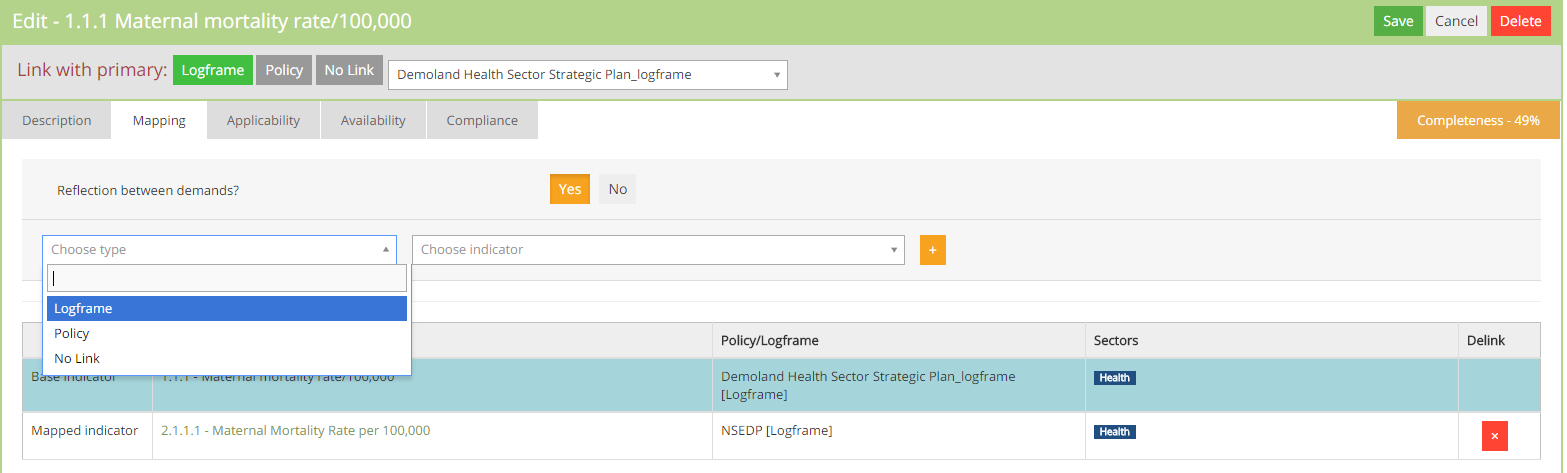 Edit - 1.1.1 Maternal mortality rate/100,000
Save Cancel Delete
Link with primary: Logframe Policy No Link Demoland Health Sector Strategic Plan_logframe
Description Mapping Applicability Availability Compliance Completeness - 49%
Reflection between demands? Yes No
Choose type Choose indicator +
Logframe
Policy
No Link
Policy/Logframe Sectors Delink
Base indicator 1.1.1 - Maternal mortality rate/100,000 Demoland Health Sector Strategic Plan_logframe Health
[Logframe]
Mapped indicator 2.1.1.1 - Maternal Mortality Rate per 100,000 NSEDP [Logframe] Health ×